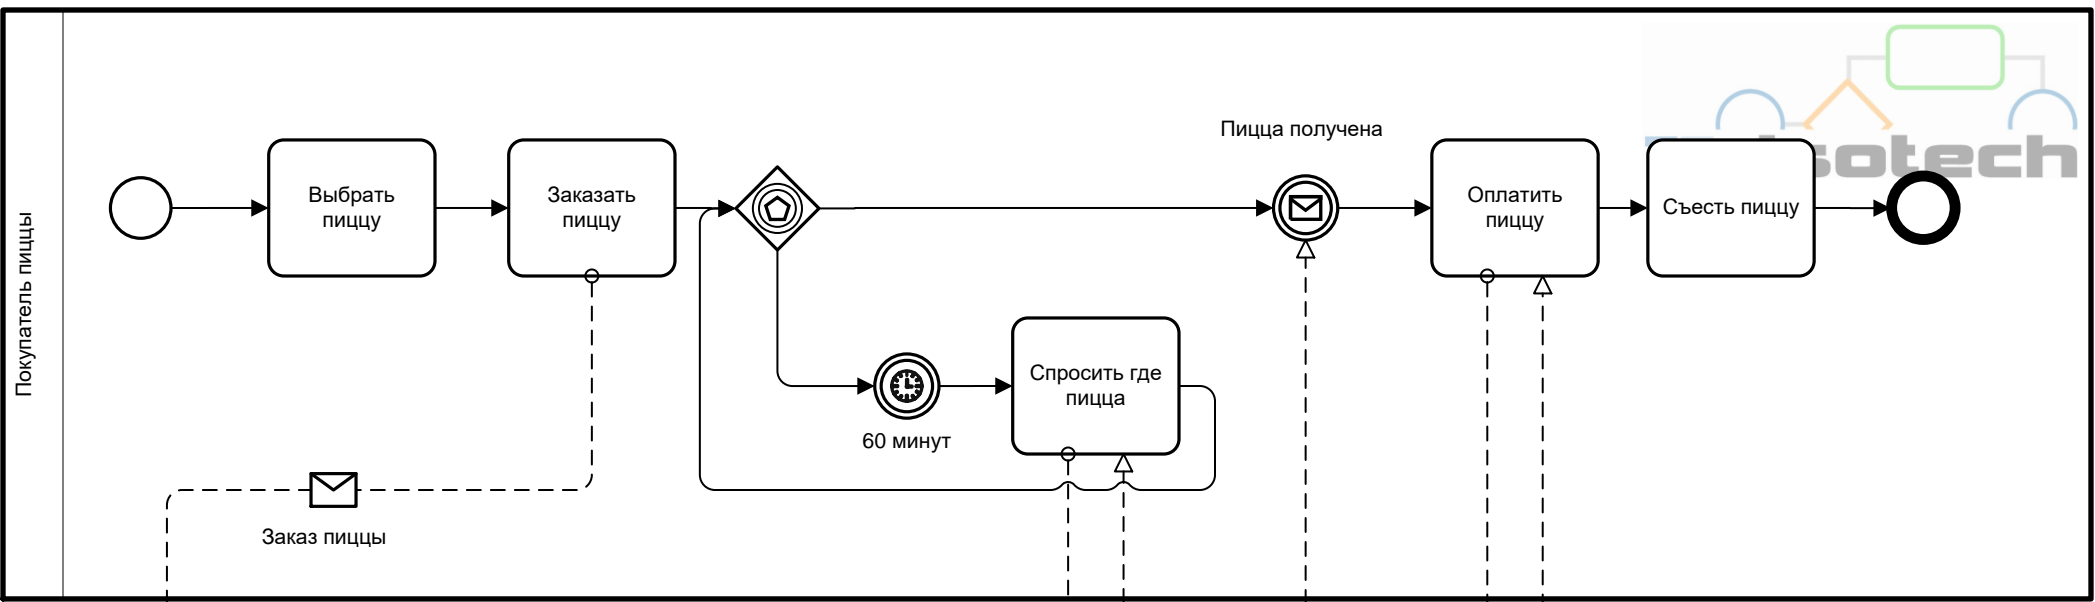 Покупатель пиццы
Выбрать
пиццу
Заказать
пиццу
Пицца получена
Оплатить
пиццу
Съесть пиццу
60 минут
Спросить где
пицца
Заказ пиццы
sotech